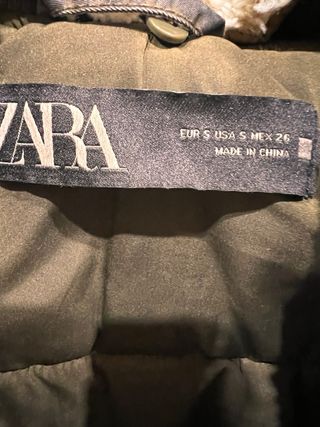 ZARA
EUR S USA S MEX 26
MADE IN CHINA